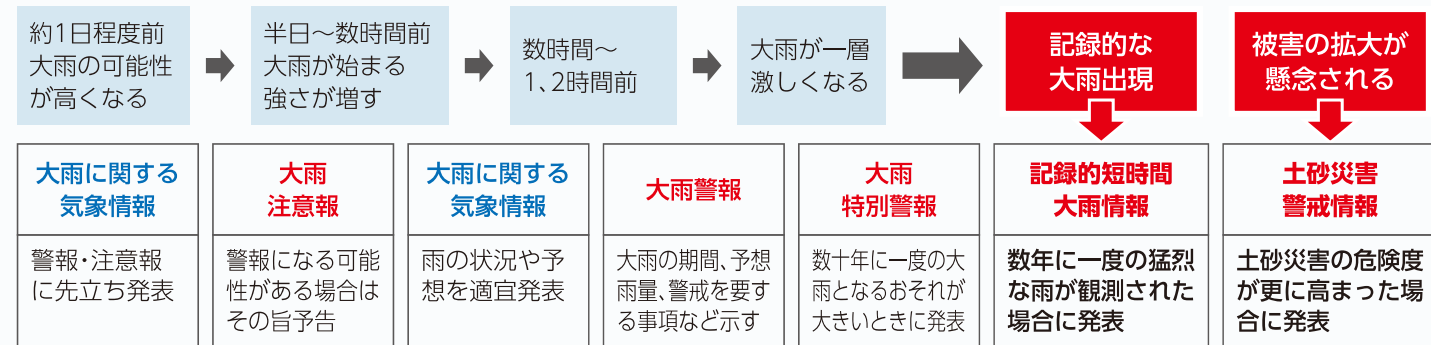 約1日程度前
大雨の可能性
が高くなる
半日～数時間前
大雨が始まる
強さが増す
数時間～
1、2時間前
大雨が一層
激しくなる
記録的な
大雨出現
被害の拡大が
懸念される
大雨に関する
気象情報
大雨
注意報
大雨に関する
気象情報
大雨警報
大雨
特別警報
記録的短時間
大雨情報
土砂災害
警戒情報
警報・注意報
に先立ち発表
警報になる可能
性がある場合は
その旨予告
雨の状況や予
想を適宜発表
大雨の期間、予想
雨量、警戒を要す
る事項など示す
数十年に一度の大
雨となるおそれが
大きいときに発表
数年に一度の猛烈
な雨が観測された
場合に発表
土砂災害の危険度
が更に高まった場
合に発表